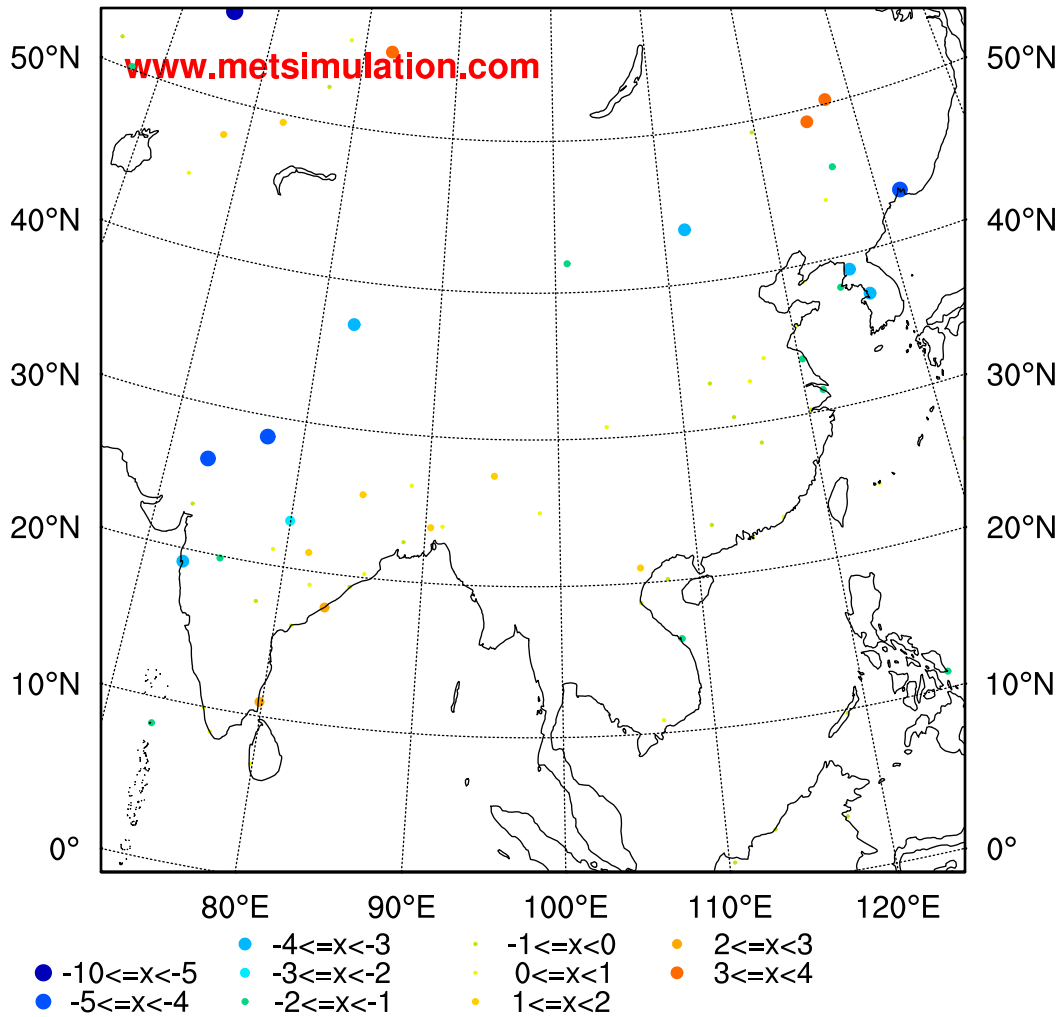 www.metsimulation.com
50°N 50°N
40°N 40°N
30°N 30°N
20°N 20°N
10°N 10°N
0° 0°
80°E 90°E 100°E 110°E 120°E
-4<=x<-3 -1<=x<0 2<=x<3
-10<=x<-5 -3<=x<-2 0<=x<1 3<=x<4
-5<=x<-4 -2<=x<-1 1<=x<2